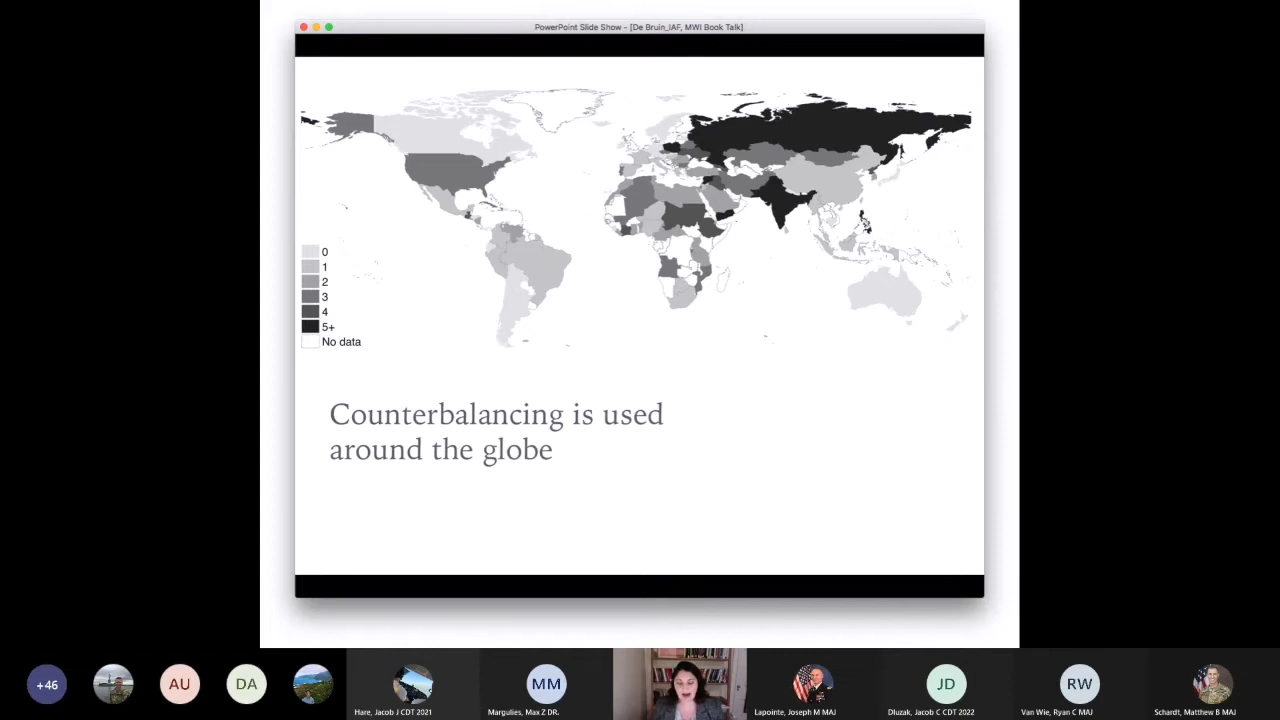 PowerPoint Slide Show - [De Bruin_IAF, MWI Book Talk]
0
1
2
3
4
5+
No data
Counterbalancing is used
around the globe
+46
AU
DA
Hare, Jacob J CDT 2021
MM
Margulies, Max Z DR.
Lapointe, Joseph M MAJ
JD
Dluzak, Jacob C CDT 2022
RW
Van Wie, Ryan C MAJ
Schardt, Matthew B MAJ